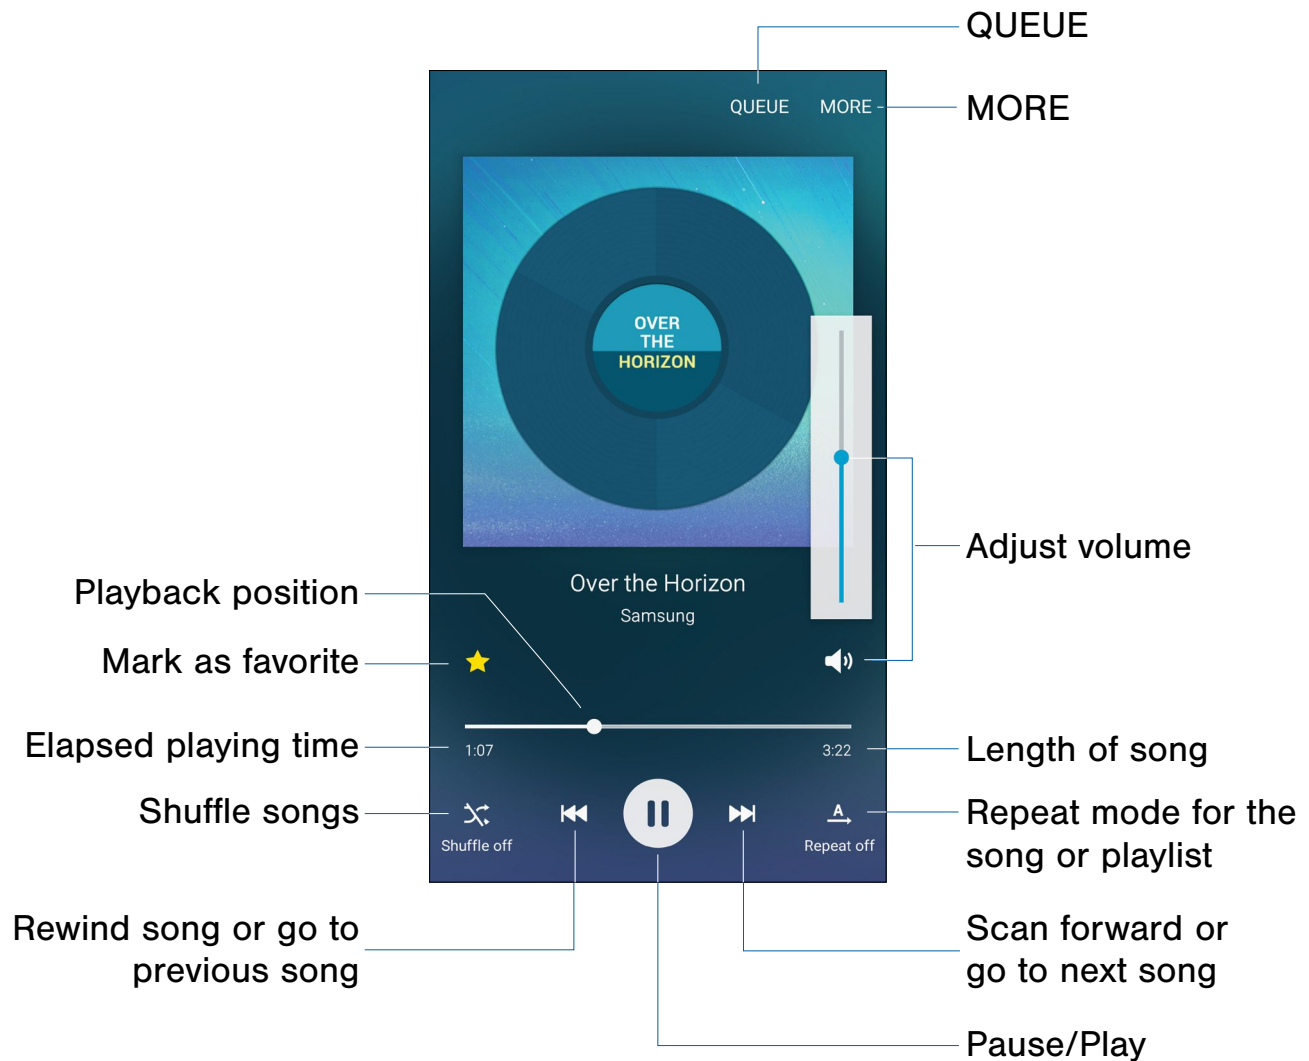 QUEUE
QUEUE MORE
MORE
OVER
THE
HORIZON
Adjust volume
Over the Horizon
Playback position
Samsung
Mark as favorite
Elapsed playing time
1:07
3:22
Length of song
Shuffle songs
A
Repeat mode for the
song or playlist
Shuffle off
Repeat off
Rewind song or go to
previous song
Scan forward or
go to next song
Pause/Play